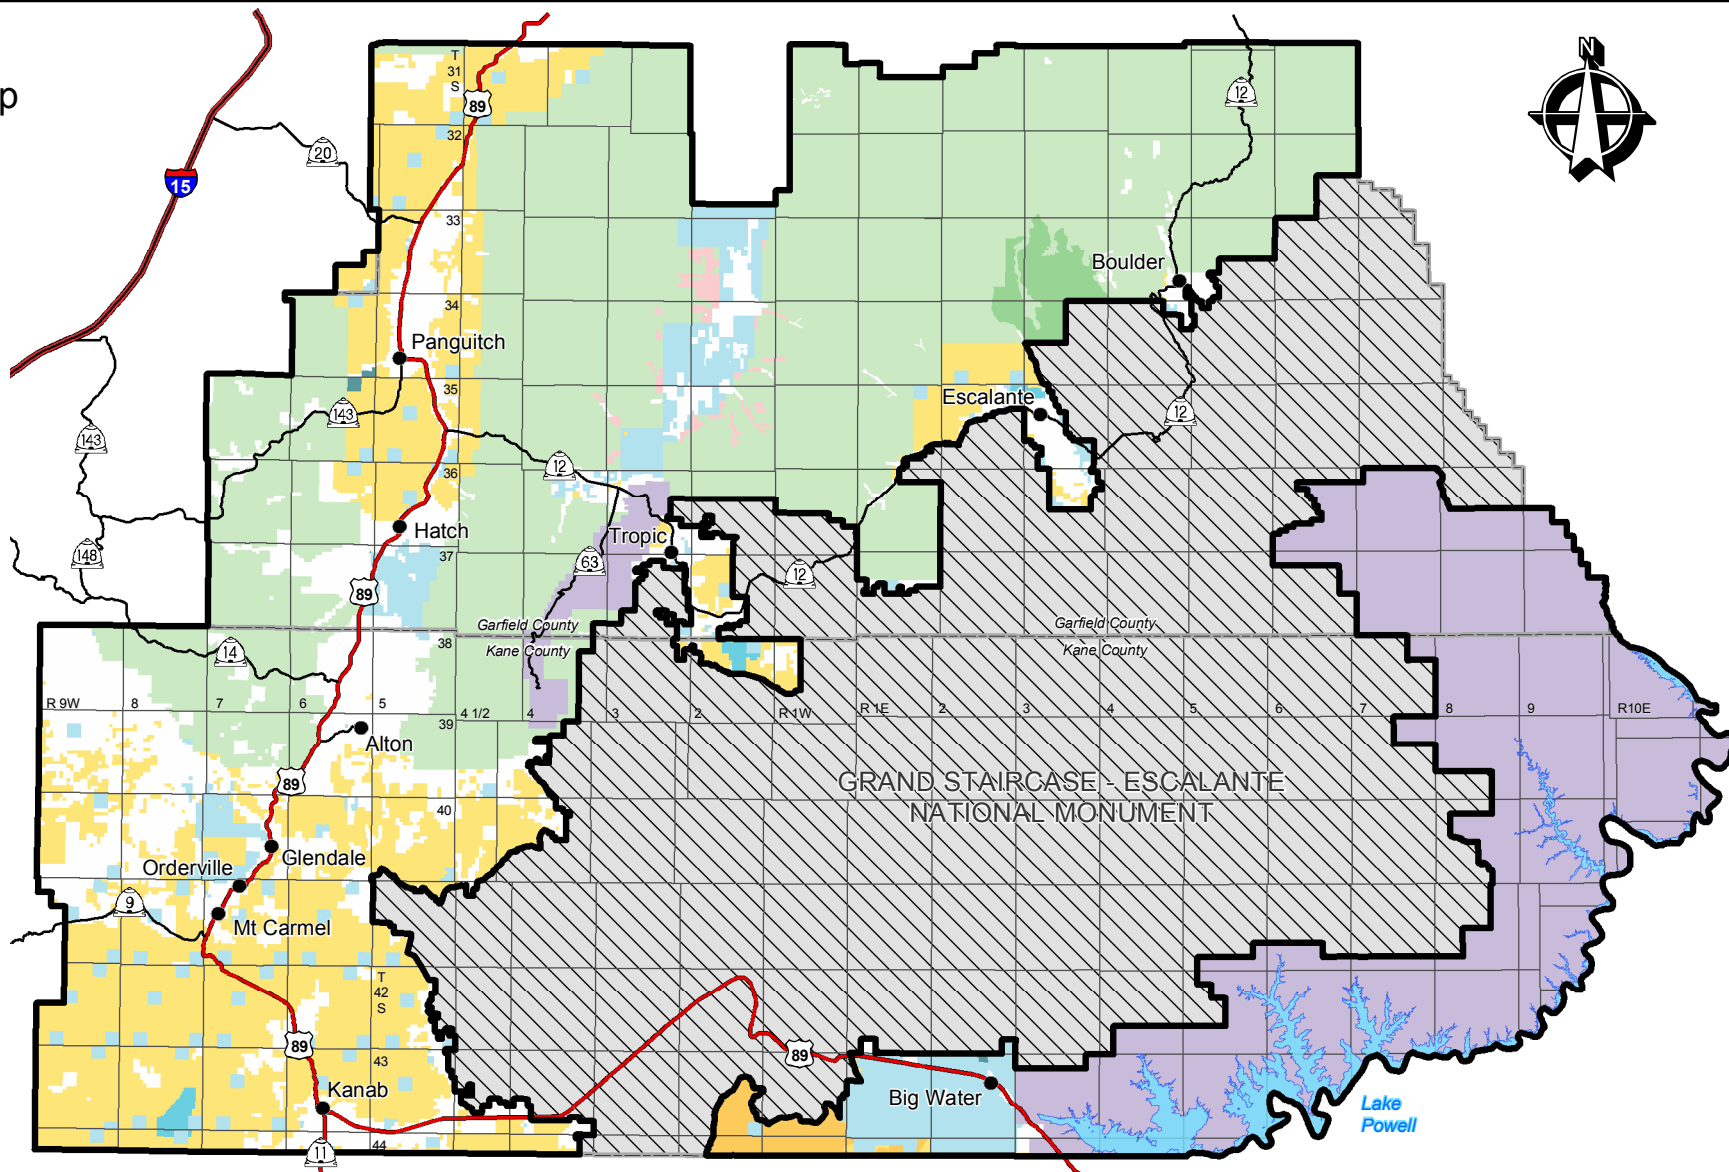 p
N
T
31
S
89
12
20
15
32
33
Boulder
34
Panguitch
35
Escalante
143
12
143
12
36
Hatch
Tropic
148
37
63
12
89
Garfield County
Kane County
Garfield County
Kane County
38
14
R 9W
8
7
6
5
4 1/2
4
3
2
R 1W
R 1E
2
3
4
5
6
7
8
9
R10E
39
Alton
89
GRAND STAIRCASE - ESCALANTE
NATIONAL MONUMENT
40
Glendale
Orderville
9
Mt Carmel
T
42
S
89
43
89
Kanab
Big Water
Lake
Powell
44
11